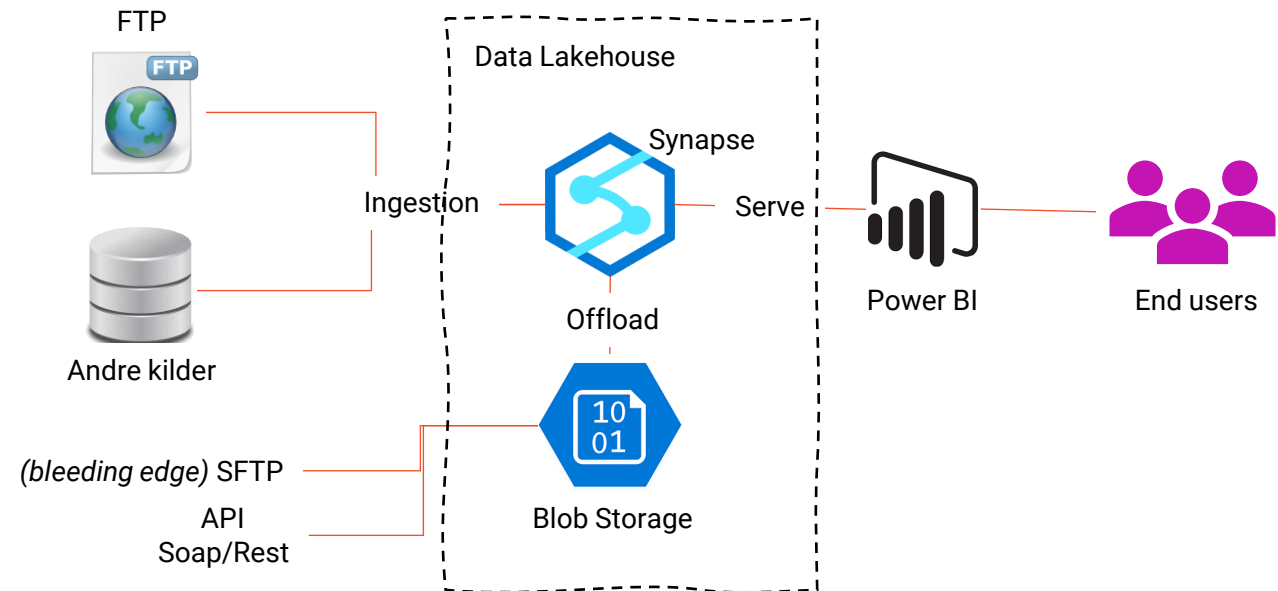 FTP
FTP
Data Lakehouse
Synapse
Ingestion
Serve
Offload
Power BI
End users
Andre kilder
10
01
(bleeding edge) SFTP
API
Soap/Rest
Blob Storage